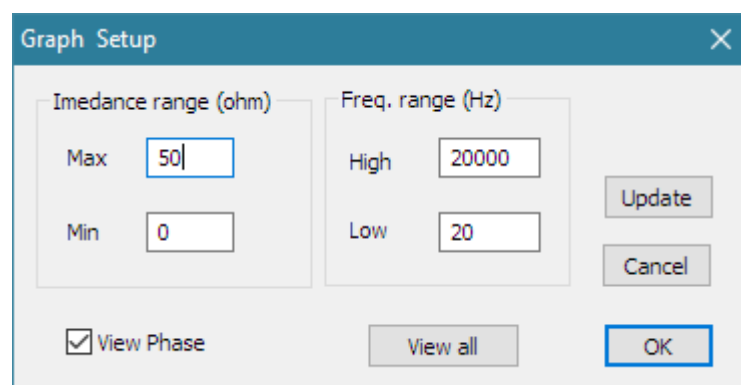 Graph Setup
Imedance range (ohm)
Max 50
Min 0
Freq. range (Hz)
High 20000
Low 20
Update
Cancel
View Phase
View all
OK